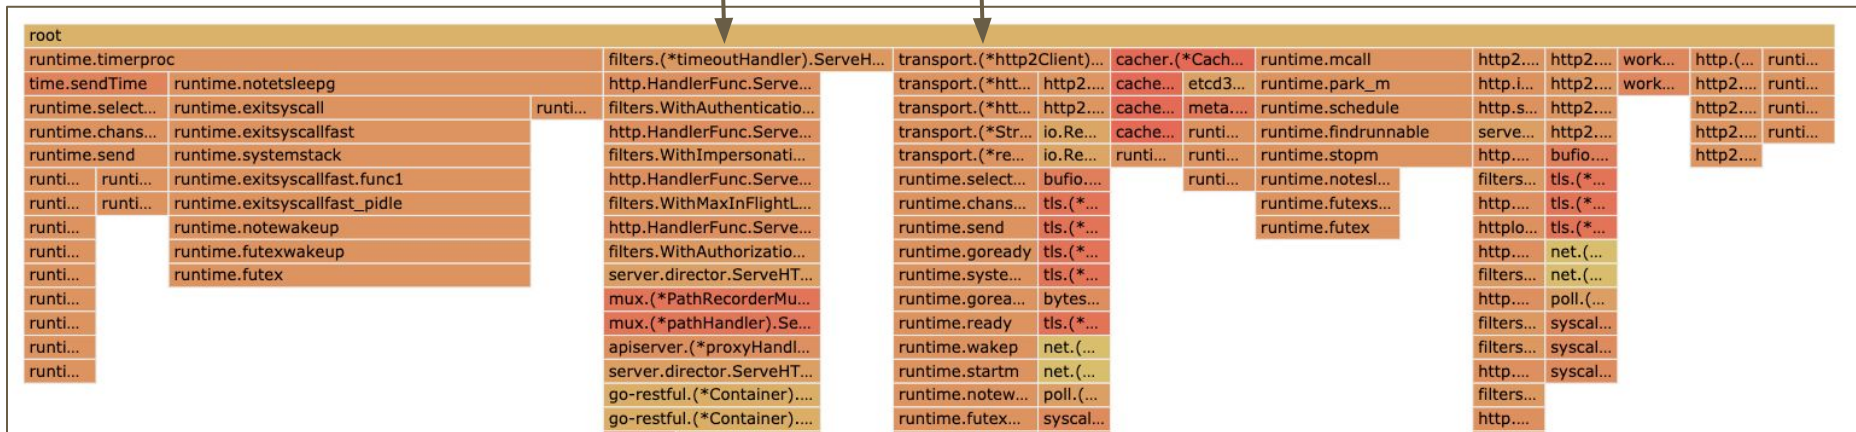 root
runtime.timerproc filters.(*timeoutHandler).ServeH... transport.(*http2Client)... cacher.(*Cach... runtime.mcall http2.... http2.... work... http.(... runti...
time.sendTime runtime.notetsleepg http.HandlerFunc.Serve... transport.(*htt... http2.... cache... etcd3... runtime.park_m http.i... http2.... work... http2.... runti...
runtime.select... runtime.exitsyscall runti... filters.WithAuthenticatio... transport.(*htt... http2.... cache... meta.... runtime.schedule http.s... http2.... http2.... runti...
runtime.chans... runtime.exitsyscallfast http.HandlerFunc.Serve... transport.(*Str... io.Re... cache... runti... runtime.findrunnable serve... http2.... http2.... runti...
runtime.send runtime.systemstack filters.WithImpersonati... transport.(*re... io.Re... runti... runti... runtime.stopm http.... bufio.... http2....
runti... runti... runtime.exitsyscallfast.func1 http.HandlerFunc.Serve... runtime.select... bufio.... runti... runtime.notesl... filters... tls.(*...
runti... runti... runtime.exitsyscallfast_pidle filters.WithMaxInFlightL... runtime.chans... tls.(*... runtime.futexs... http.... tls.(*...
runti... runtime.notewakeup http.HandlerFunc.Serve... runtime.send tls.(*... runtime.futex httplo... tls.(*...
runti... runtime.futexwakeup filters.WithAuthorizatio... runtime.goready tls.(*... http.... net.(...
runti... runtime.futex server.director.ServeHT... runtime.syste... tls.(*... filters... net.(...
runti... mux.(*PathRecorderMu... runtime.gorea... bytes... http.... poll.(...
runti... mux.(*pathHandler).Se... runtime.ready tls.(*... filters... syscal...
runti... apiserver.(*proxyHandl... runtime.wakep net.(... filters... syscal...
runti... server.director.ServeHT... runtime.startm net.(... http.... syscal...
go-restful.(*Container).... runtime.notew... poll.(... filters...
go-restful.(*Container).... runtime.futex... syscal... http....